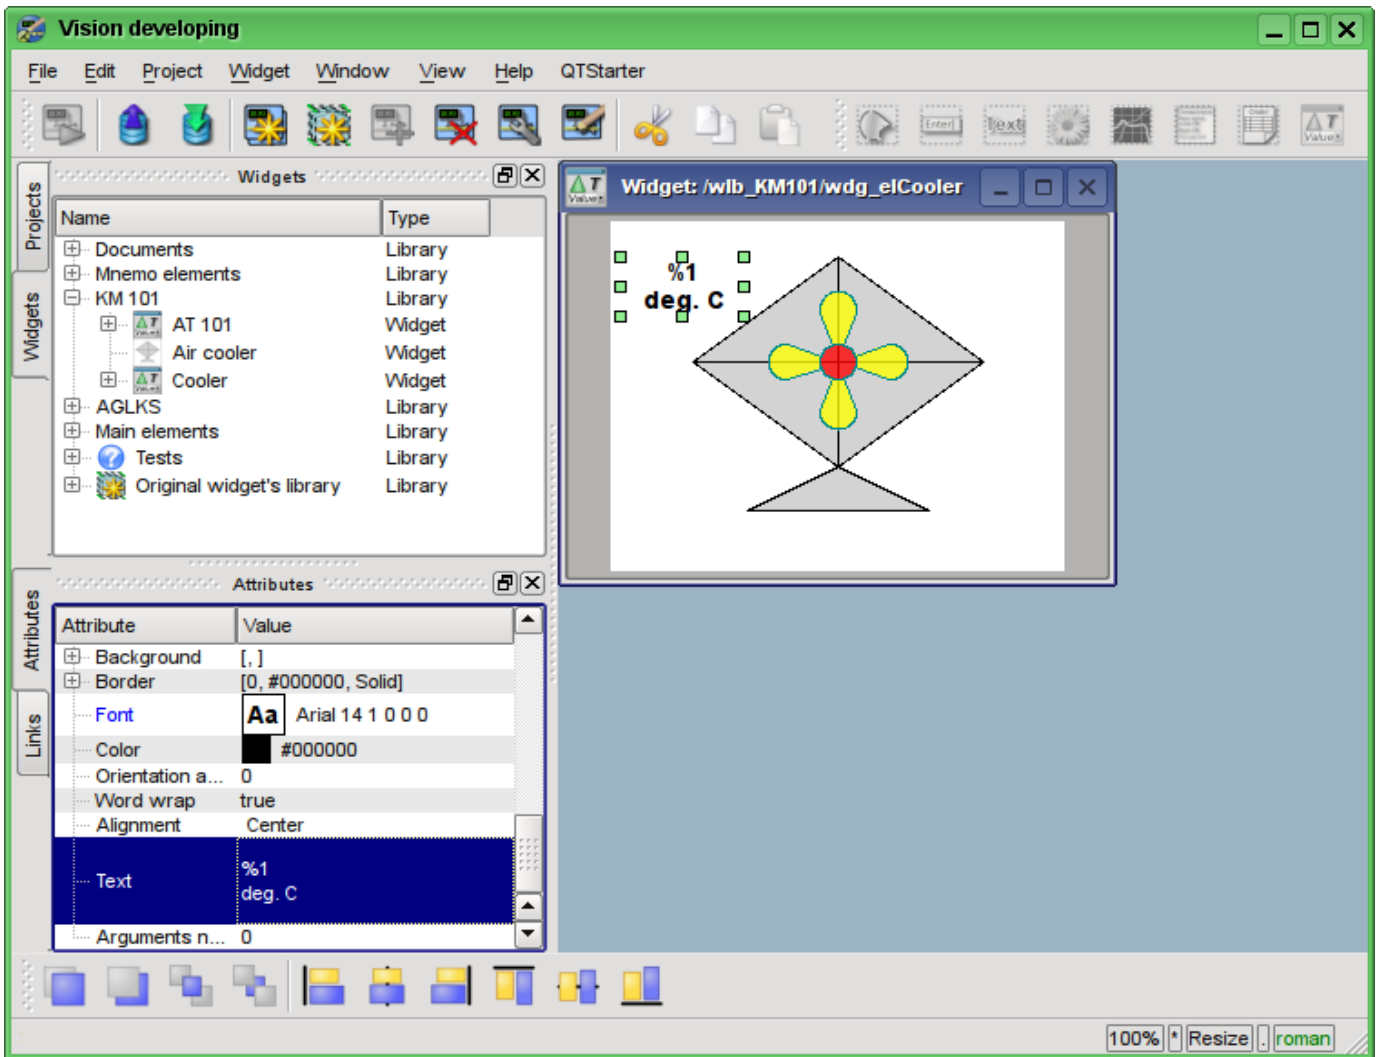 Vision developing
File Edit Project Widget Window View Help QTStarter
Enter Text ΔT
Projects
Widgets
Widgets
Name Type
Documents Library
Mnemo elements Library
KM 101 Library
AT 101 Widget
Air cooler Widget
Cooler Widget
AGLKS Library
Main elements Library
Tests Library
Original widget's library Library
Widget: /wlb_KM101/wdg_elCooler
%1
deg. C
Attributes
Links
Attributes
Attribute Value
Background [, ]
Border [0, #000000, Solid]
Font Aa Arial 14 1 0 0 0
Color #000000
Orientation a... 0
Word wrap true
Alignment Center
Text %1
deg. C
Arguments n... 0
100% * Resize . roman